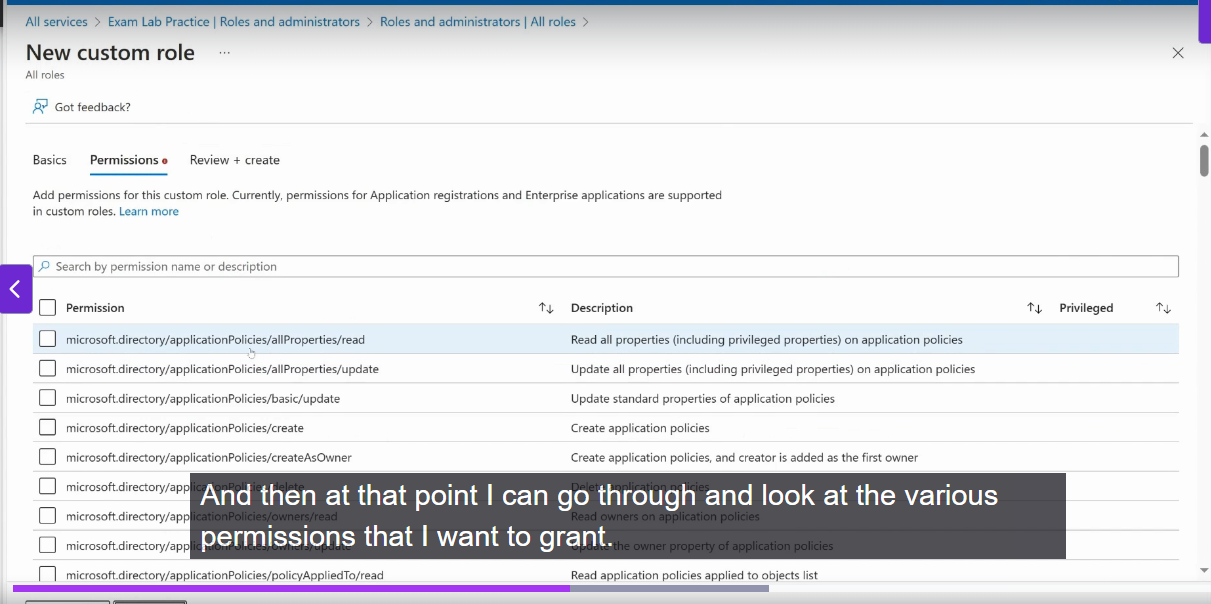 All services > Exam Lab Practice | Roles and administrators > Roles and administrators | All roles >
New custom role ...
All roles
Got feedback?
Basics Permissions Review + create
Add permissions for this custom role. Currently, permissions for Application registrations and Enterprise applications are supported
in custom roles. Learn more
Search by permission name or description
Permission Description Privileged
microsoft.directory/applicationPolicies/allProperties/read Read all properties (including privileged properties) on application policies
microsoft.directory/applicationPolicies/allProperties/update Update all properties (including privileged properties) on application policies
microsoft.directory/applicationPolicies/basic/update Update standard properties of application policies
microsoft.directory/applicationPolicies/create Create application policies
microsoft.directory/applicationPolicies/createAsOwner Create application policies, and creator is added as the first owner
microsoft.directory/applicationPolicies/delete Delete application policies
And then at that point I can go through and look at the various
microsoft.directory/applicationPolicies/owners/read Read owners on application policies
permissions that I want to grant.
microsoft.directory/applicationPolicies/owners/update Update the owner property of application policies
microsoft.directory/applicationPolicies/policyAppliedTo/read Read application policies applied to objects list